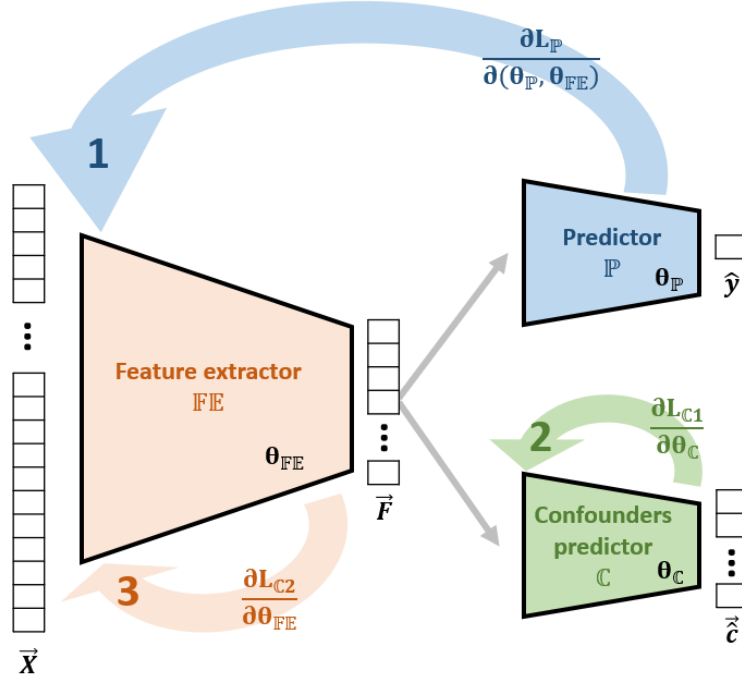 ∂L_ℙ
∂(θ_ℙ, θ_𝔽𝔼)
1
Predictor
ℙ
θ_ℙ
ŷ
Feature extractor
𝔽𝔼
θ_𝔽𝔼
F⃗
2
∂L_ℂ1
∂θ_ℂ
Confounders
predictor
ℂ
θ_ℂ
ĉ⃗
3
∂L_ℂ2
∂θ_𝔽𝔼
X⃗